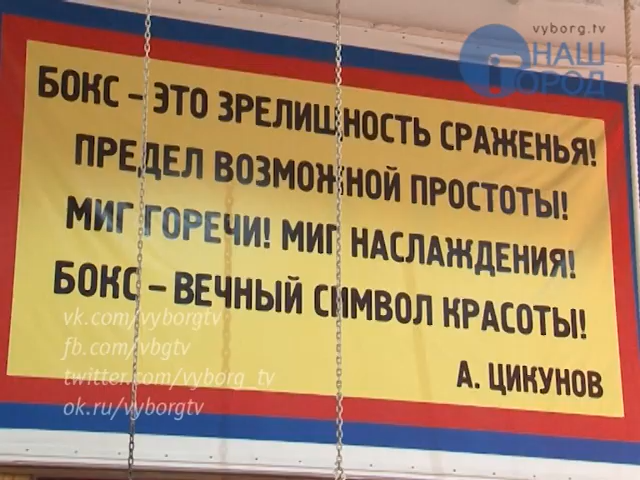 vyborg.tv
НАШ
ГОРОД
БОКС – ЭТО ЗРЕЛИЩНОСТЬ СРАЖЕНЬЯ!
ПРЕДЕЛ ВОЗМОЖНОЙ ПРОСТОТЫ!
МИГ ГОРЕЧИ! МИГ НАСЛАЖДЕНИЯ!
БОКС – ВЕЧНЫЙ СИМВОЛ КРАСОТЫ!
А. ЦИКУНОВ
vk.com/vyborgtv
fb.com/vbgtv
twitter.com/vyborg_tv
ok.ru/vyborgtv